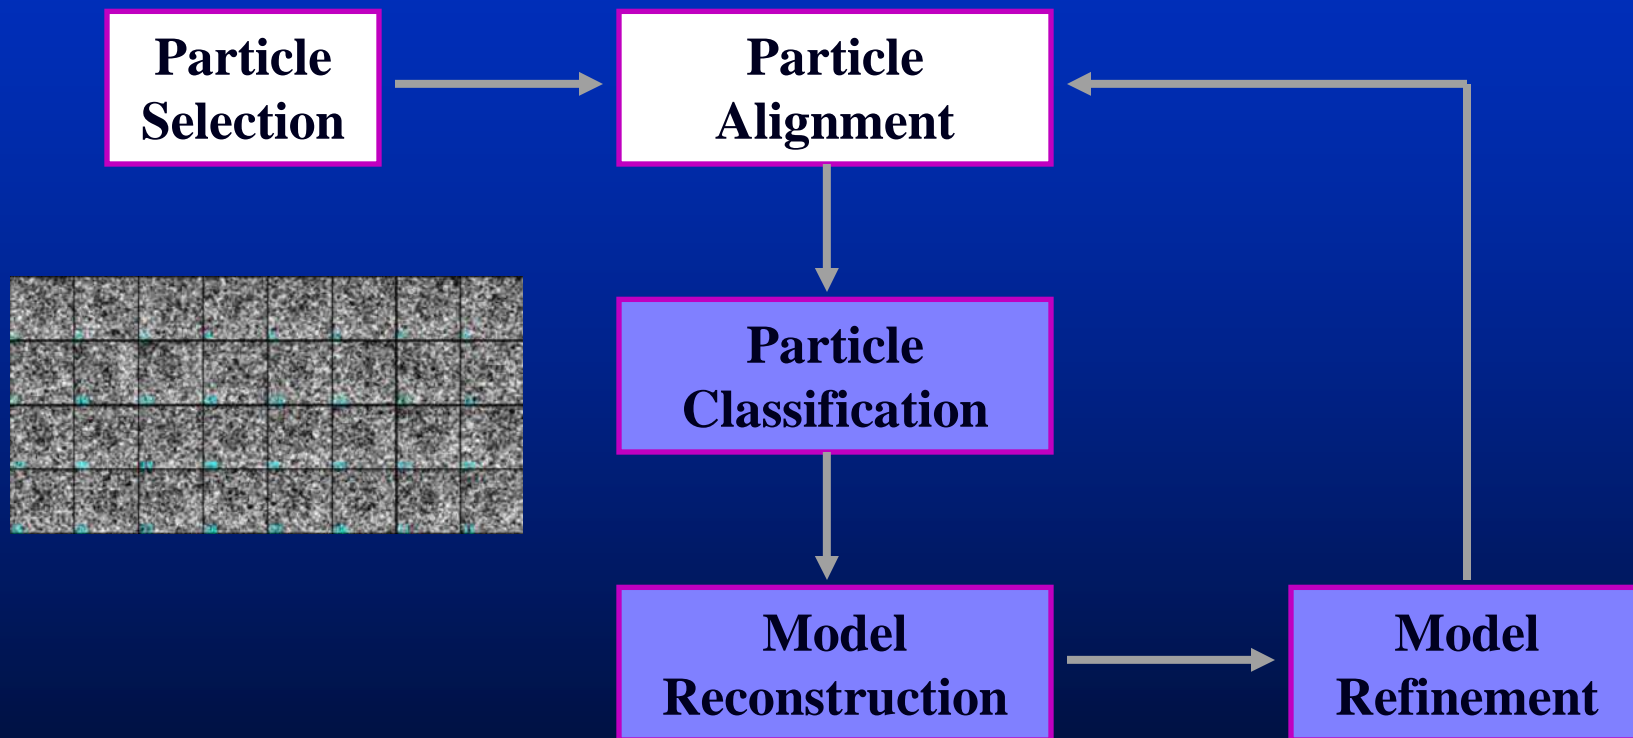 Particle
Selection
Particle
Alignment
Particle
Classification
Model
Reconstruction
Model
Refinement